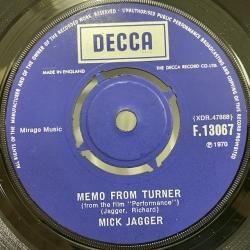 UNAUTHORISED PUBLIC PERFORMANCE BROADCASTING AND COPYING OF THIS RECORD PROHIBITED
ALL RIGHTS OF THE MANUFACTURER AND OF THE OWNER OF THE RECORDED WORK RESERVED
DECCA
MADE IN ENGLAND
THE DECCA RECORD CO. LTD.
(XDR.47868)
Mirage Music
F.13067
℗ 1970
MEMO FROM TURNER
(from the film "Performance")
(Jagger, Richard)
MICK JAGGER